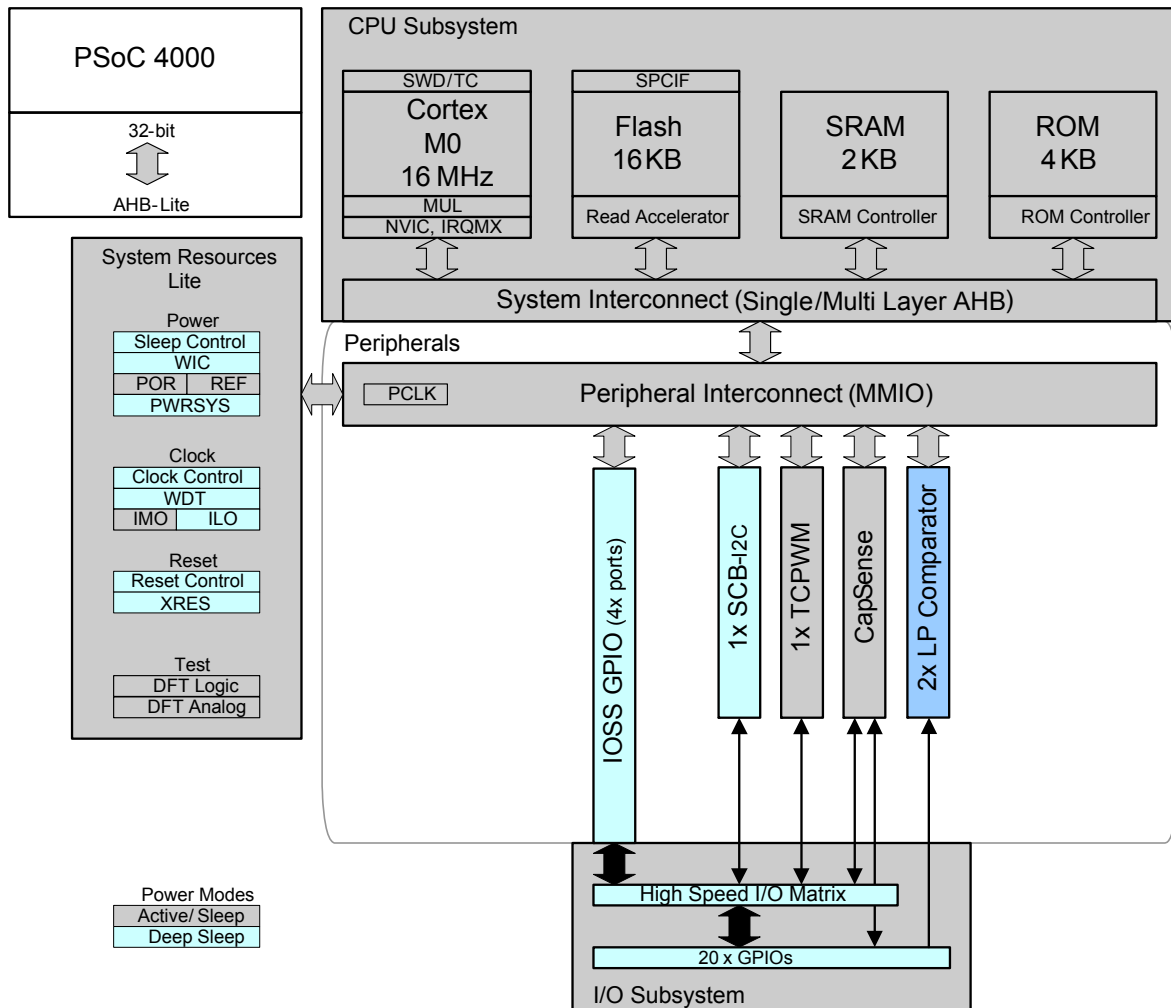 PSoC 4000
32-bit
AHB-Lite
CPU Subsystem
SWD/TC
Cortex
M0
16 MHz
MUL
NVIC, IRQMX
SPCIF
Flash
16 KB
Read Accelerator
SRAM
2 KB
SRAM Controller
ROM
4 KB
ROM Controller
System Interconnect (Single/Multi Layer AHB)
System Resources
Lite
Power
Sleep Control
WIC
POR REF
PWRSYS
Clock
Clock Control
WDT
IMO ILO
Reset
Reset Control
XRES
Test
DFT Logic
DFT Analog
Peripherals
PCLK
Peripheral Interconnect (MMIO)
IOSS GPIO (4x ports)
1x SCB-I2C
1x TCPWM
CapSense
2x LP Comparator
High Speed I/O Matrix
20 x GPIOs
I/O Subsystem
Power Modes
Active/ Sleep
Deep Sleep